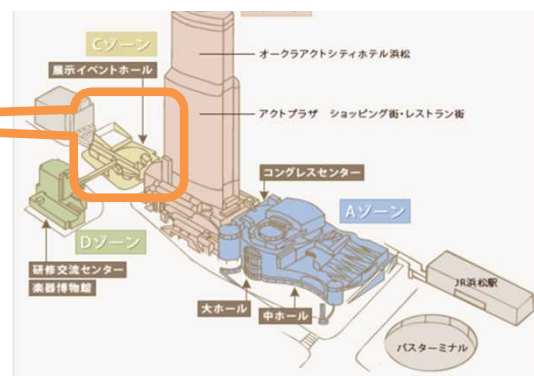 Cゾーン
展示イベントホール
オークラアクトシティホテル浜松
アクトプラザ ショッピング街・レストラン街
コングレスセンター
Aゾーン
Dゾーン
研修交流センター
楽器博物館
大ホール
中ホール
JR浜松駅
バスターミナル